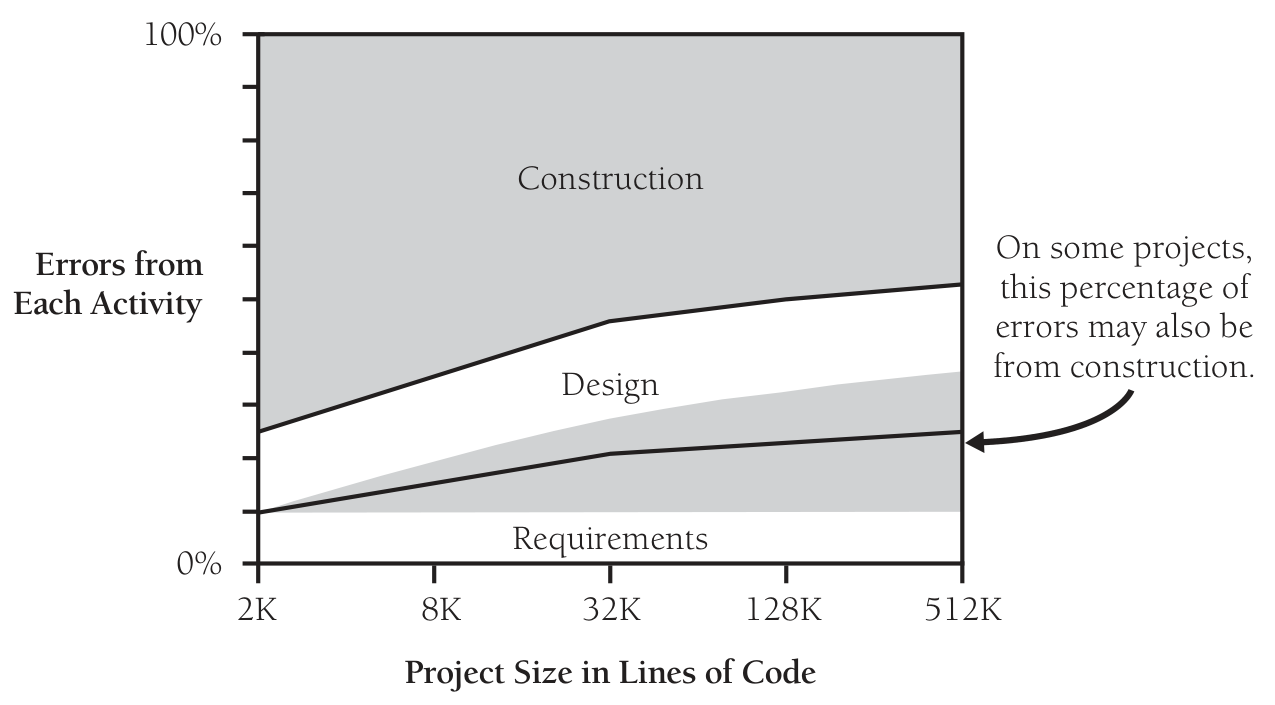 100%
Construction
Errors from
Each Activity
On some projects,
this percentage of
errors may also be
from construction.
Design
Requirements
0%
2K
8K
32K
128K
512K
Project Size in Lines of Code